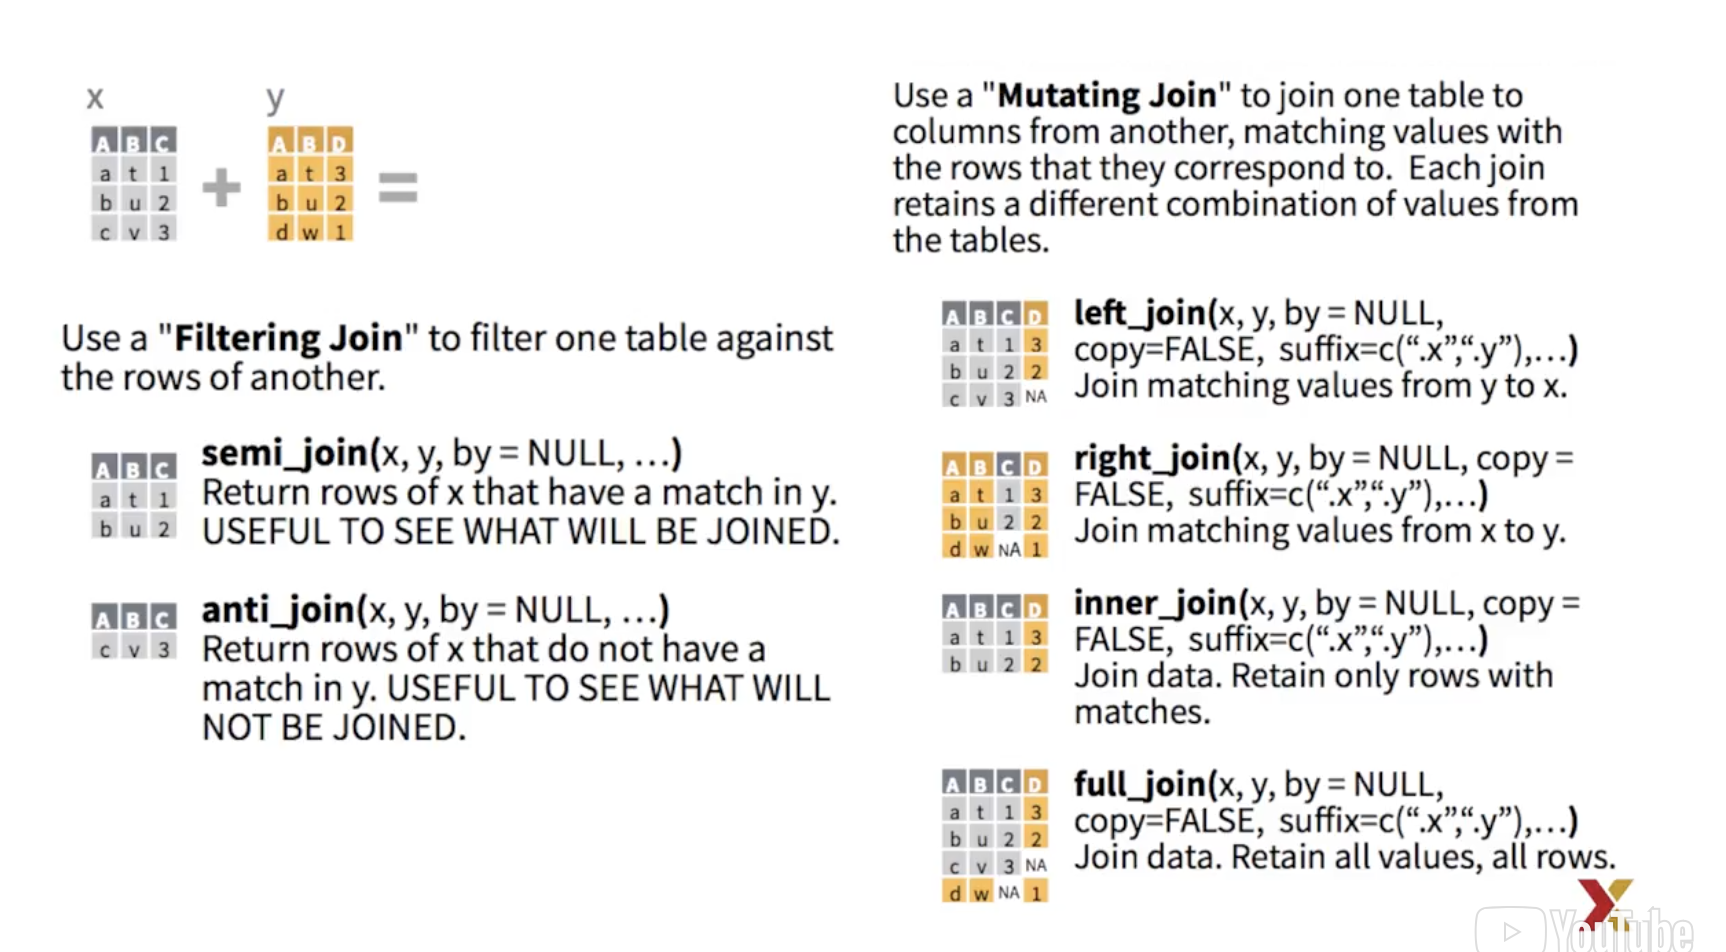 x y
A B C
a t 1
b u 2
c v 3
+
A B D
a t 3
b u 2
d w 1
=
Use a "Filtering Join" to filter one table against
the rows of another.
A B C
a t 1
b u 2
semi_join(x, y, by = NULL, …)
Return rows of x that have a match in y.
USEFUL TO SEE WHAT WILL BE JOINED.
A B C
c v 3
anti_join(x, y, by = NULL, …)
Return rows of x that do not have a
match in y. USEFUL TO SEE WHAT WILL
NOT BE JOINED.
Use a "Mutating Join" to join one table to
columns from another, matching values with
the rows that they correspond to. Each join
retains a different combination of values from
the tables.
A B C D
a t 1 3
b u 2 2
c v 3 NA
left_join(x, y, by = NULL,
copy=FALSE, suffix=c(“.x”,“.y”),…)
Join matching values from y to x.
A B C D
a t 1 3
b u 2 2
d w NA 1
right_join(x, y, by = NULL, copy =
FALSE, suffix=c(“.x”,“.y”),…)
Join matching values from x to y.
A B C D
a t 1 3
b u 2 2
inner_join(x, y, by = NULL, copy =
FALSE, suffix=c(“.x”,“.y”),…)
Join data. Retain only rows with
matches.
A B C D
a t 1 3
b u 2 2
c v 3 NA
d w NA 1
full_join(x, y, by = NULL,
copy=FALSE, suffix=c(“.x”,“.y”),…)
Join data. Retain all values, all rows.
YouTube